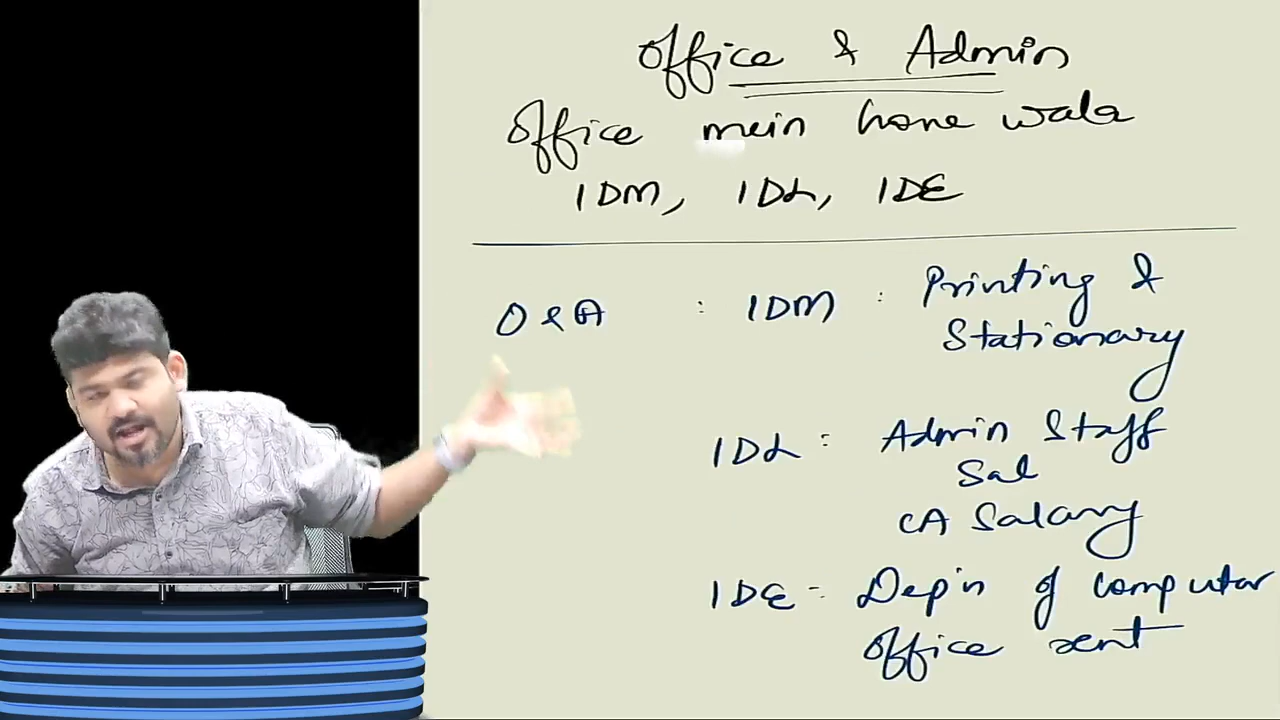 Office & Admin
Office mein hone wala
IDM, IDL, IDE
O & A : IDM : Printing &
Stationary
IDL : Admin Staff
Sal
CA Salary
IDE : Dep'n of computer
office rent